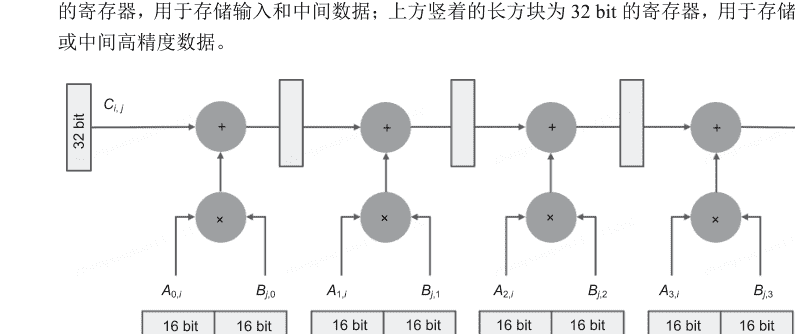 的寄存器，用于存储输入和中间数据；上方竖着的长方块为 32 bit 的寄存器，用于存储
或中间高精度数据。
32 bit
C i, j
+ + + +
× × × ×
A0,i Bj,0 A1,i Bj,1 A2,i Bj,2 A3,i Bj,3
16 bit 16 bit 16 bit 16 bit 16 bit 16 bit 16 bit 16 bit